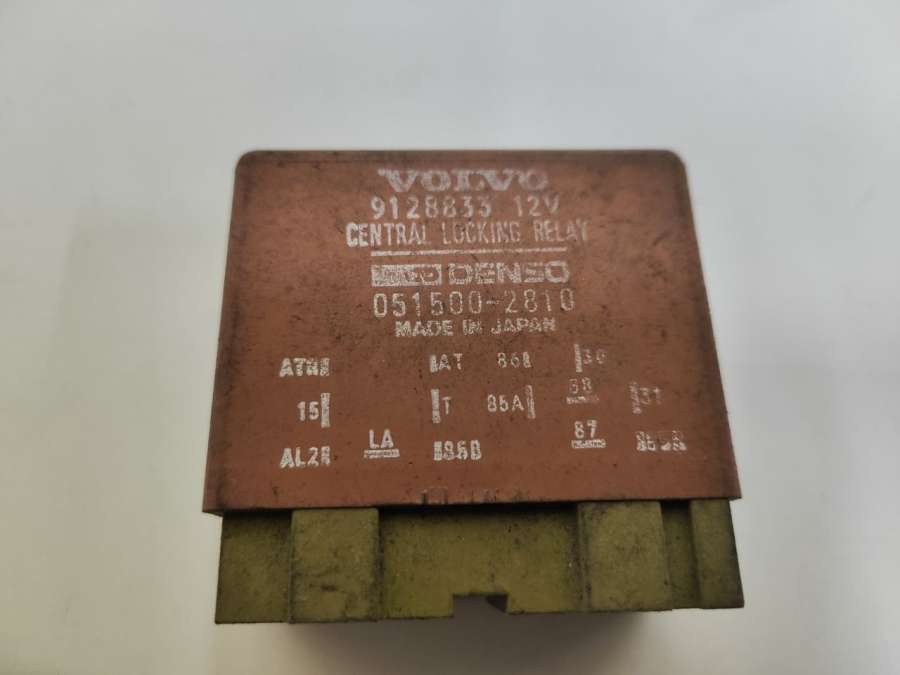 VOLVO
9128833 12V
CENTRAL LOCKING RELAY
DENSO
051500-2810
MADE IN JAPAN
AT 86 30
15 T 85A 31
AL2 LA 86B 87